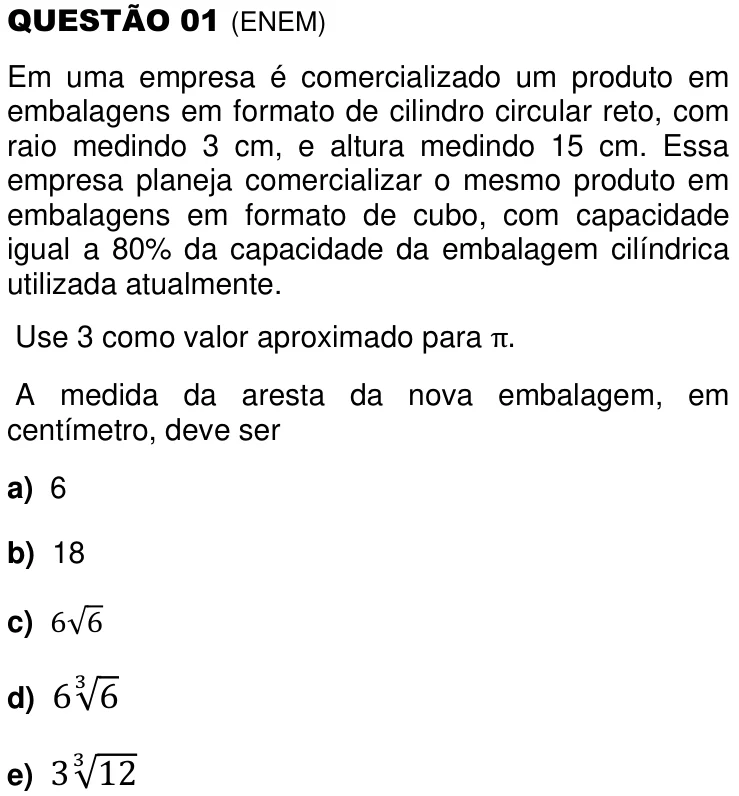 QUESTÃO 01 (ENEM)
Em uma empresa é comercializado um produto em
embalagens em formato de cilindro circular reto, com
raio medindo 3 cm, e altura medindo 15 cm. Essa
empresa planeja comercializar o mesmo produto em
embalagens em formato de cubo, com capacidade
igual a 80% da capacidade da embalagem cilíndrica
utilizada atualmente.
Use 3 como valor aproximado para π.
A medida da aresta da nova embalagem, em
centímetro, deve ser
a) 6
b) 18
c) 6√6
d) 6∛6
e) 3∛12